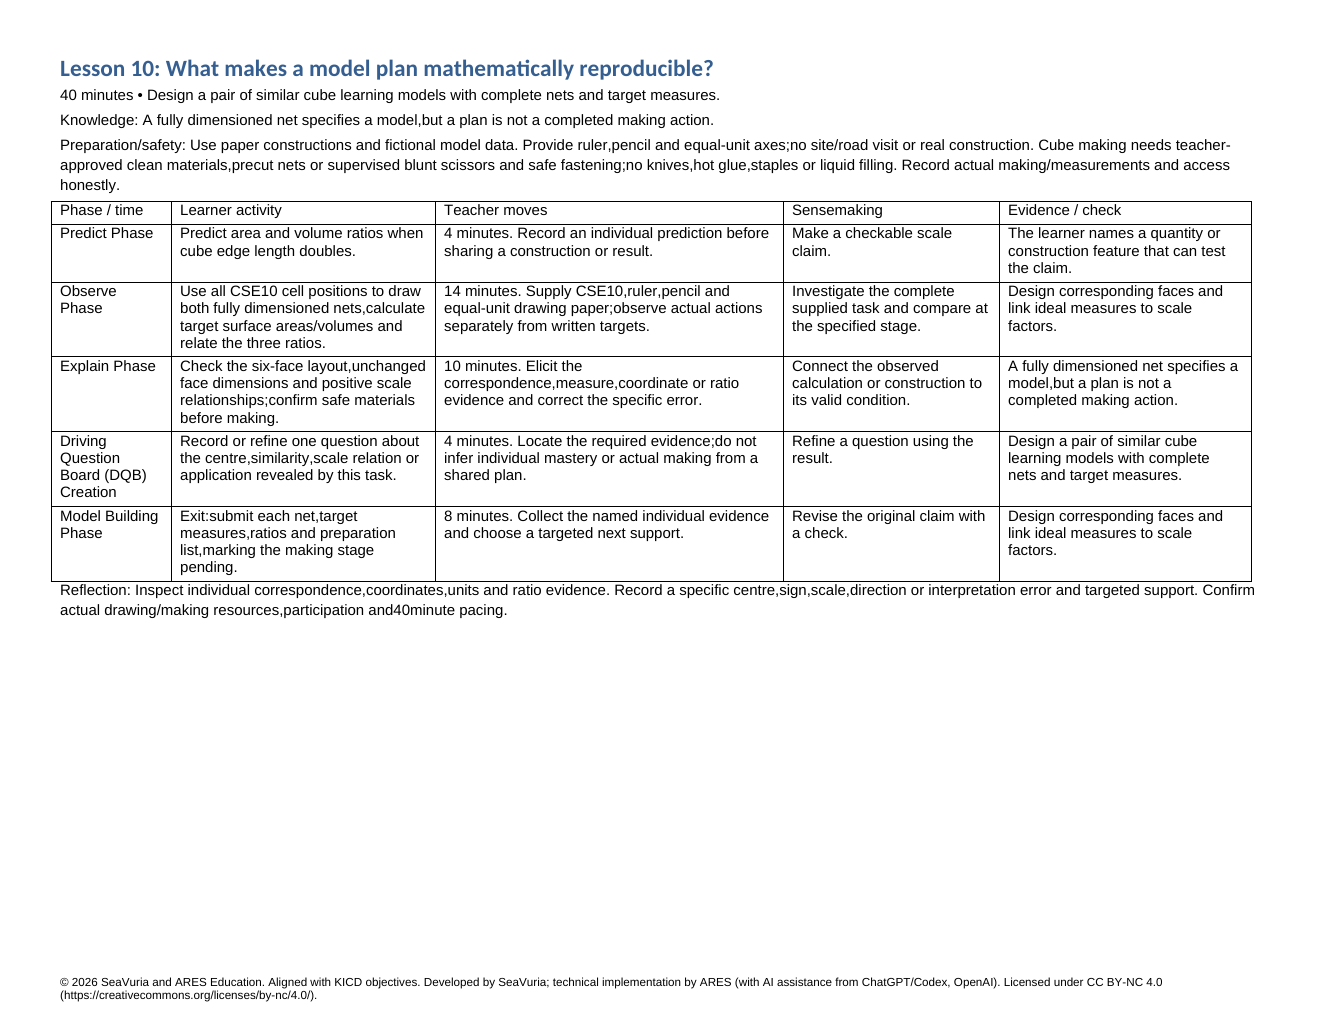 Lesson 10: What makes a model plan mathematically reproducible?
40 minutes • Design a pair of similar cube learning models with complete nets and target measures.
Knowledge: A fully dimensioned net specifies a model,but a plan is not a completed making action.
Preparation/safety: Use paper constructions and fictional model data. Provide ruler,pencil and equal-unit axes;no site/road visit or real construction. Cube making needs teacher-
approved clean materials,precut nets or supervised blunt scissors and safe fastening;no knives,hot glue,staples or liquid filling. Record actual making/measurements and access
honestly.
Phase / time
Learner activity
Teacher moves
Sensemaking
Evidence / check
Predict Phase
Predict area and volume ratios when
cube edge length doubles.
4 minutes. Record an individual prediction before
sharing a construction or result.
Make a checkable scale
claim.
The learner names a quantity or
construction feature that can test
the claim.
Observe
Phase
Use all CSE10 cell positions to draw
both fully dimensioned nets,calculate
target surface areas/volumes and
relate the three ratios.
14 minutes. Supply CSE10,ruler,pencil and
equal-unit drawing paper;observe actual actions
separately from written targets.
Investigate the complete
supplied task and compare at
the specified stage.
Design corresponding faces and
link ideal measures to scale
factors.
Explain Phase
Check the six-face layout,unchanged
face dimensions and positive scale
relationships;confirm safe materials
before making.
10 minutes. Elicit the
correspondence,measure,coordinate or ratio
evidence and correct the specific error.
Connect the observed
calculation or construction to
its valid condition.
A fully dimensioned net specifies a
model,but a plan is not a
completed making action.
Driving
Question
Board (DQB)
Creation
Record or refine one question about
the centre,similarity,scale relation or
application revealed by this task.
4 minutes. Locate the required evidence;do not
infer individual mastery or actual making from a
shared plan.
Refine a question using the
result.
Design a pair of similar cube
learning models with complete
nets and target measures.
Model Building
Phase
Exit:submit each net,target
measures,ratios and preparation
list,marking the making stage
pending.
8 minutes. Collect the named individual evidence
and choose a targeted next support.
Revise the original claim with
a check.
Design corresponding faces and
link ideal measures to scale
factors.
Reflection: Inspect individual correspondence,coordinates,units and ratio evidence. Record a specific centre,sign,scale,direction or interpretation error and targeted support. Confirm
actual drawing/making resources,participation and40minute pacing.
© 2026 SeaVuria and ARES Education. Aligned with KICD objectives. Developed by SeaVuria; technical implementation by ARES (with AI assistance from ChatGPT/Codex, OpenAI). Licensed under CC BY-NC 4.0
(https://creativecommons.org/licenses/by-nc/4.0/).